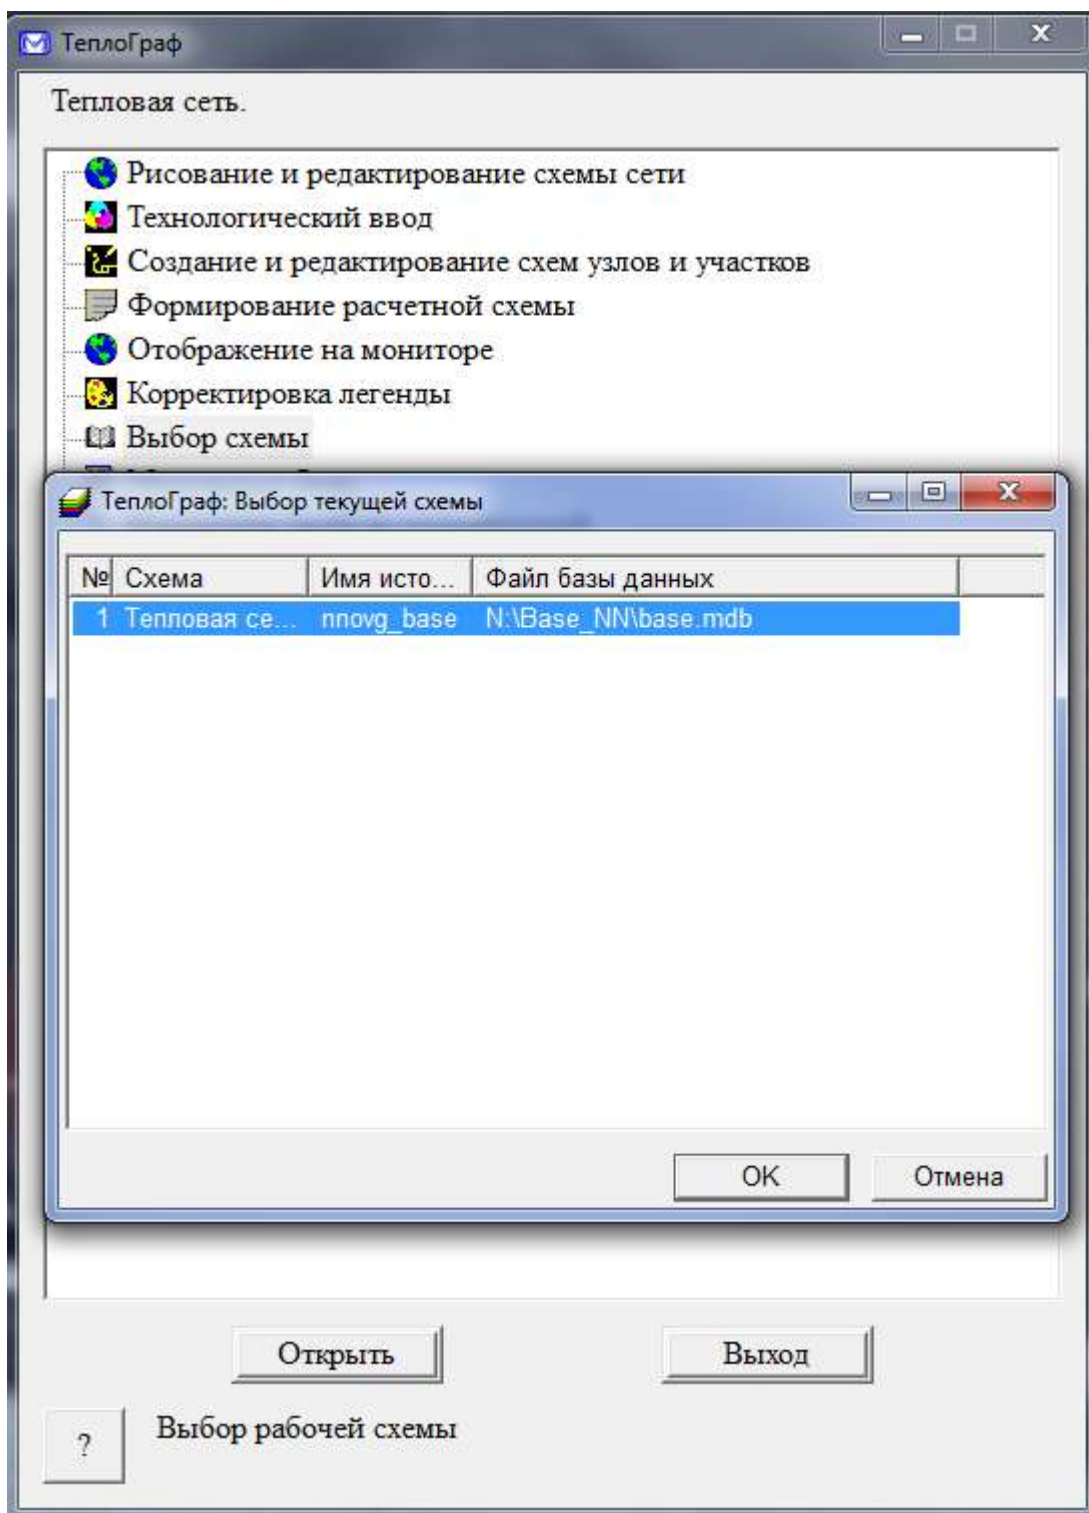 ТеплоГраф
Тепловая сеть.
Рисование и редактирование схемы сети
Технологический ввод
Создание и редактирование схем узлов и участков
Формирование расчетной схемы
Отображение на мониторе
Корректировка легенды
Выбор схемы
ТеплоГраф: Выбор текущей схемы
№ Схема Имя исто... Файл базы данных
1 Тепловая се... nnovg_base N:\Base_NN\base.mdb
OK Отмена
Открыть Выход
? Выбор рабочей схемы